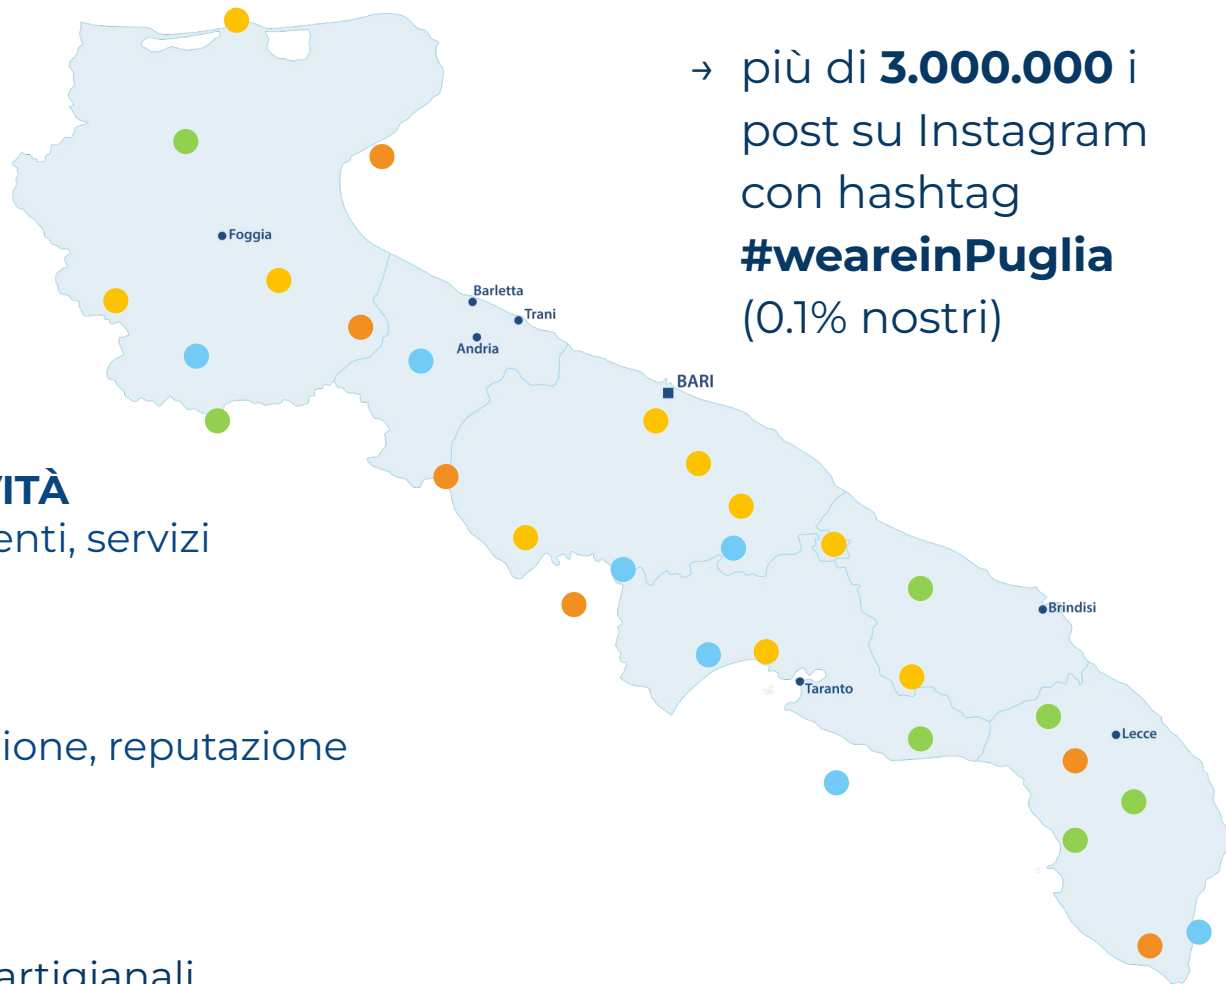 → più di 3.000.000 i
post su Instagram
con hashtag
#weareinPuglia
(0.1% nostri)
Foggia
Barletta
Trani
Andria
BARI
Brindisi
Taranto
Lecce
enti, servizi
ione, reputazione
artigianali